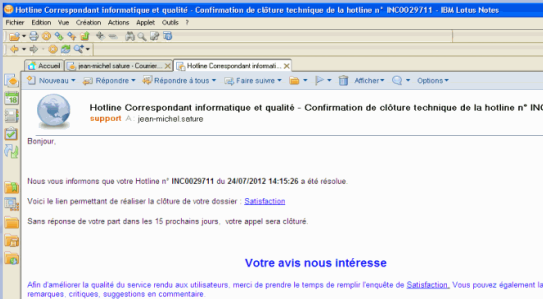 Hotline Correspondant informatique et qualité - Confirmation de clôture technique de la hotline n° INC0029711 - IBM Lotus Notes
Fichier Edition Vue Création Actions Applet Outils ?
Accueil jean-michel sature - Courrier... Hotline Correspondant informati...
Nouveau Répondre Répondre à tous Faire suivre Afficher Options
Hotline Correspondant informatique et qualité - Confirmation de clôture technique de la hotline n° INC
support A: jean-michel.sature
Bonjour,
Nous vous informons que votre Hotline n° INC0029711 du 24/07/2012 14:15:26 a été résolue.
Voici le lien permettant de réaliser la clôture de votre dossier : Satisfaction
Sans réponse de votre part dans les 15 prochains jours, votre appel sera clôturé.
Votre avis nous intéresse
Afin d'améliorer la qualité du service rendu aux utilisateurs, merci de prendre le temps de remplir l'enquête de Satisfaction. Vous pouvez également la
remarques, critiques, suggestions en commentaire.